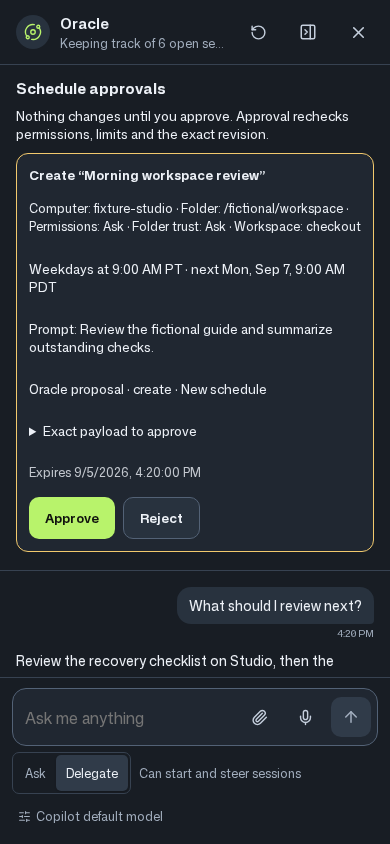 Oracle
Keeping track of 6 open se...
Schedule approvals
Nothing changes until you approve. Approval rechecks
permissions, limits and the exact revision.
Create “Morning workspace review”
Computer: fixture-studio · Folder: /fictional/workspace ·
Permissions: Ask · Folder trust: Ask · Workspace: checkout
Weekdays at 9:00 AM PT · next Mon, Sep 7, 9:00 AM
PDT
Prompt: Review the fictional guide and summarize
outstanding checks.
Oracle proposal · create · New schedule
Exact payload to approve
Expires 9/5/2026, 4:20:00 PM
Approve Reject
What should I review next?
4:20 PM
Review the recovery checklist on Studio, then the
Ask me anything
Ask Delegate Can start and steer sessions
Copilot default model